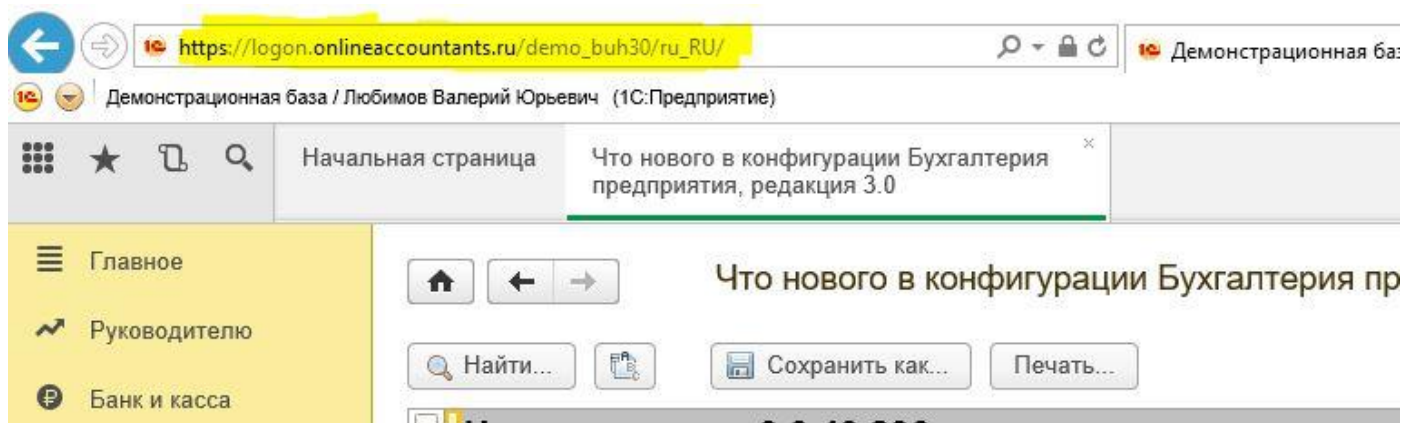 https://logon.onlineaccountants.ru/demo_buh30/ru_RU/
Демонстрационная баз
Демонстрационная база / Любимов Валерий Юрьевич (1С:Предприятие)
Начальная страница
Что нового в конфигурации Бухгалтерия
предприятия, редакция 3.0
Главное
Что нового в конфигурации Бухгалтерия пр
Руководителю
Найти...
Сохранить как...
Печать...
Банк и касса